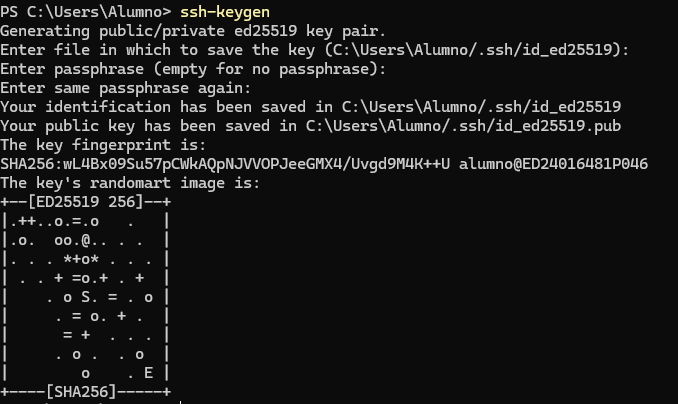 PS C:\Users\Alumno> ssh-keygen
Generating public/private ed25519 key pair.
Enter file in which to save the key (C:\Users\Alumno/.ssh/id_ed25519):
Enter passphrase (empty for no passphrase):
Enter same passphrase again:
Your identification has been saved in C:\Users\Alumno/.ssh/id_ed25519
Your public key has been saved in C:\Users\Alumno/.ssh/id_ed25519.pub
The key fingerprint is:
SHA256:wL4Bx09Su57pCWkAQpNJVVOPJeeGMX4/Uvgd9M4K++U alumno@ED24016481P046
The key's randomart image is:
+--[ED25519 256]--+
|.++..o.=.o   .   |
|.o.  oo.@.. . .  |
|. . . *+o* . . . |
| . . + =o.+ . +  |
|    . o S. = . o |
|     . = o. + .  |
|      = +  . . . |
|     . o .  . o  |
|        o    . E |
+----[SHA256]-----+